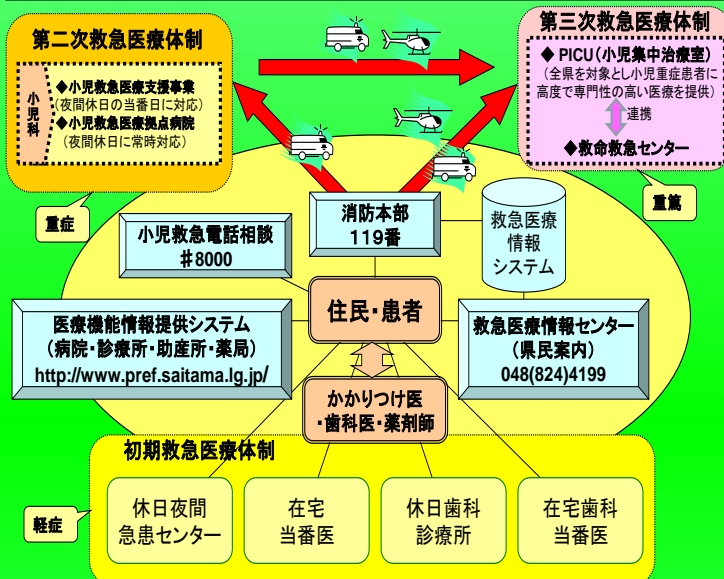 第二次救急医療体制
小児科
◆小児救急医療支援事業
(夜間休日の当番日に対応)
◆小児救急医療拠点病院
(夜間休日に常時対応)
重症
第三次救急医療体制
◆ PICU(小児集中治療室)
(全県を対象とし小児重症患者に
高度で専門性の高い医療を提供)
連携
◆救命救急センター
重篤
消防本部
119番
救急医療
情報
システム
小児救急電話相談
#8000
住民・患者
医療機能情報提供システム
(病院・診療所・助産所・薬局)
http://www.pref.saitama.lg.jp/
救急医療情報センター
(県民案内)
048(824)4199
かかりつけ医
・歯科医・薬剤師
初期救急医療体制
軽症
休日夜間
急患センター
在宅
当番医
休日歯科
診療所
在宅歯科
当番医